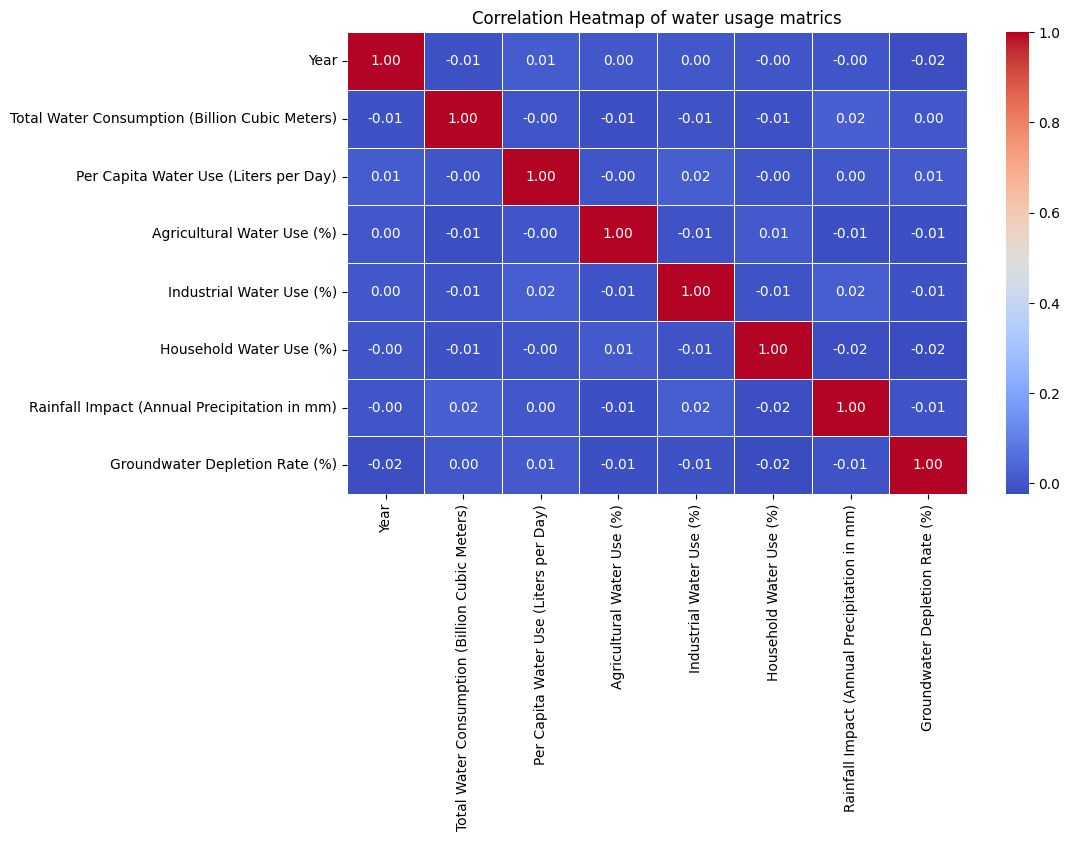 Correlation Heatmap of water usage matrics
Year 1.00 -0.01 0.01 0.00 0.00 -0.00 -0.00 -0.02
Total Water Consumption (Billion Cubic Meters) -0.01 1.00 -0.00 -0.01 -0.01 -0.01 0.02 0.00
Per Capita Water Use (Liters per Day) 0.01 -0.00 1.00 -0.00 0.02 -0.00 0.00 0.01
Agricultural Water Use (%) 0.00 -0.01 -0.00 1.00 -0.01 0.01 -0.01 -0.01
Industrial Water Use (%) 0.00 -0.01 0.02 -0.01 1.00 -0.01 0.02 -0.01
Household Water Use (%) -0.00 -0.01 -0.00 0.01 -0.01 1.00 -0.02 -0.02
Rainfall Impact (Annual Precipitation in mm) -0.00 0.02 0.00 -0.01 0.02 -0.02 1.00 -0.01
Groundwater Depletion Rate (%) -0.02 0.00 0.01 -0.01 -0.01 -0.02 -0.01 1.00
Year
Total Water Consumption (Billion Cubic Meters)
Per Capita Water Use (Liters per Day)
Agricultural Water Use (%)
Industrial Water Use (%)
Household Water Use (%)
Rainfall Impact (Annual Precipitation in mm)
Groundwater Depletion Rate (%)
1.0
0.8
0.6
0.4
0.2
0.0